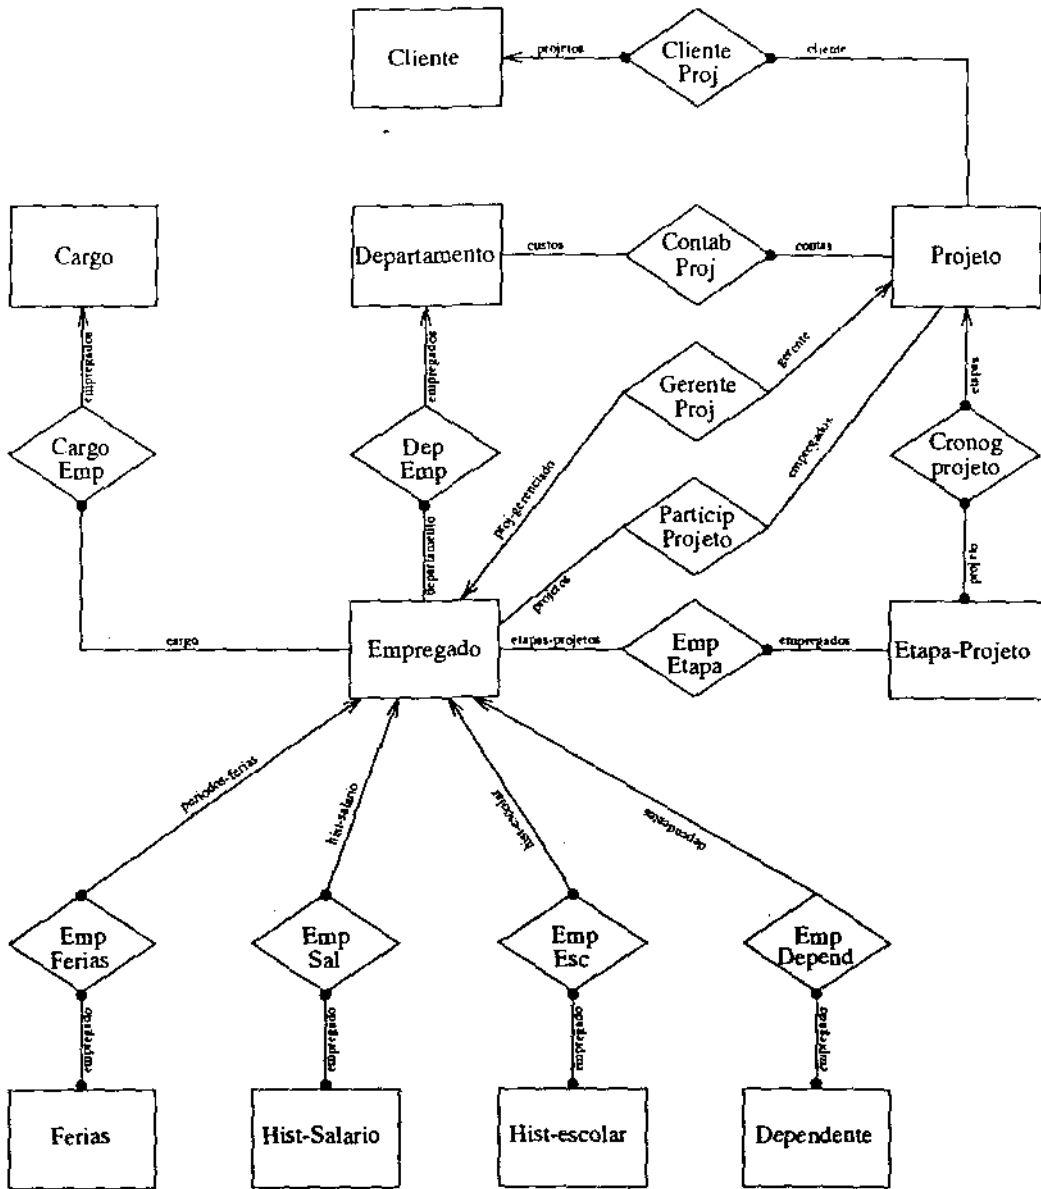 Cliente
projetos
Cliente
Proj
cliente
Cargo
Departamento
custos
Contab
Proj
contas
Projeto
empregados
empregados
gerente
Gerente
Proj
etapas
Cargo
Emp
Dep
Emp
proj-gerenciado
empregados
Cronog
projeto
departamento
Particip
Projeto
projetos
projeto
cargo
Empregado
etapas-projetos
Emp
Etapa
empregados
Etapa-Projeto
periodos-ferias
hist-salario
hist-escolar
dependentes
Emp
Ferias
Emp
Sal
Emp
Esc
Emp
Depend
empregado
empregado
empregado
empregado
Ferias
Hist-Salario
Hist-escolar
Dependente